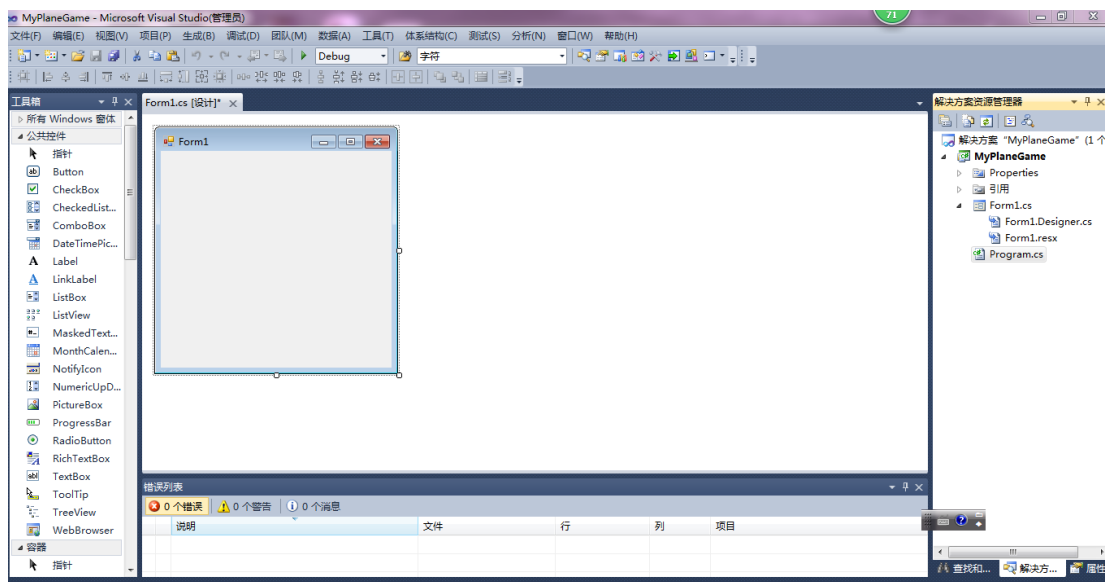 MyPlaneGame - Microsoft Visual Studio(管理员)
71
文件(F) 编辑(E) 视图(V) 项目(P) 生成(B) 调试(D) 团队(M) 数据(A) 工具(T) 体系结构(C) 测试(S) 分析(N) 窗口(W) 帮助(H)
Debug 字符
工具箱
所有 Windows 窗体
公共控件
指针
Button
CheckBox
CheckedList...
ComboBox
DateTimePic...
Label
LinkLabel
ListBox
ListView
MaskedText...
MonthCalen...
NotifyIcon
NumericUpD...
PictureBox
ProgressBar
RadioButton
RichTextBox
TextBox
ToolTip
TreeView
WebBrowser
容器
指针
Form1.cs [设计]*
Form1
错误列表
0 个错误 0 个警告 0 个消息
说明 文件 行 列 项目
解决方案资源管理器
解决方案 "MyPlaneGame" (1 个
MyPlaneGame
Properties
引用
Form1.cs
Form1.Designer.cs
Form1.resx
Program.cs
查找和... 解决方... 属性